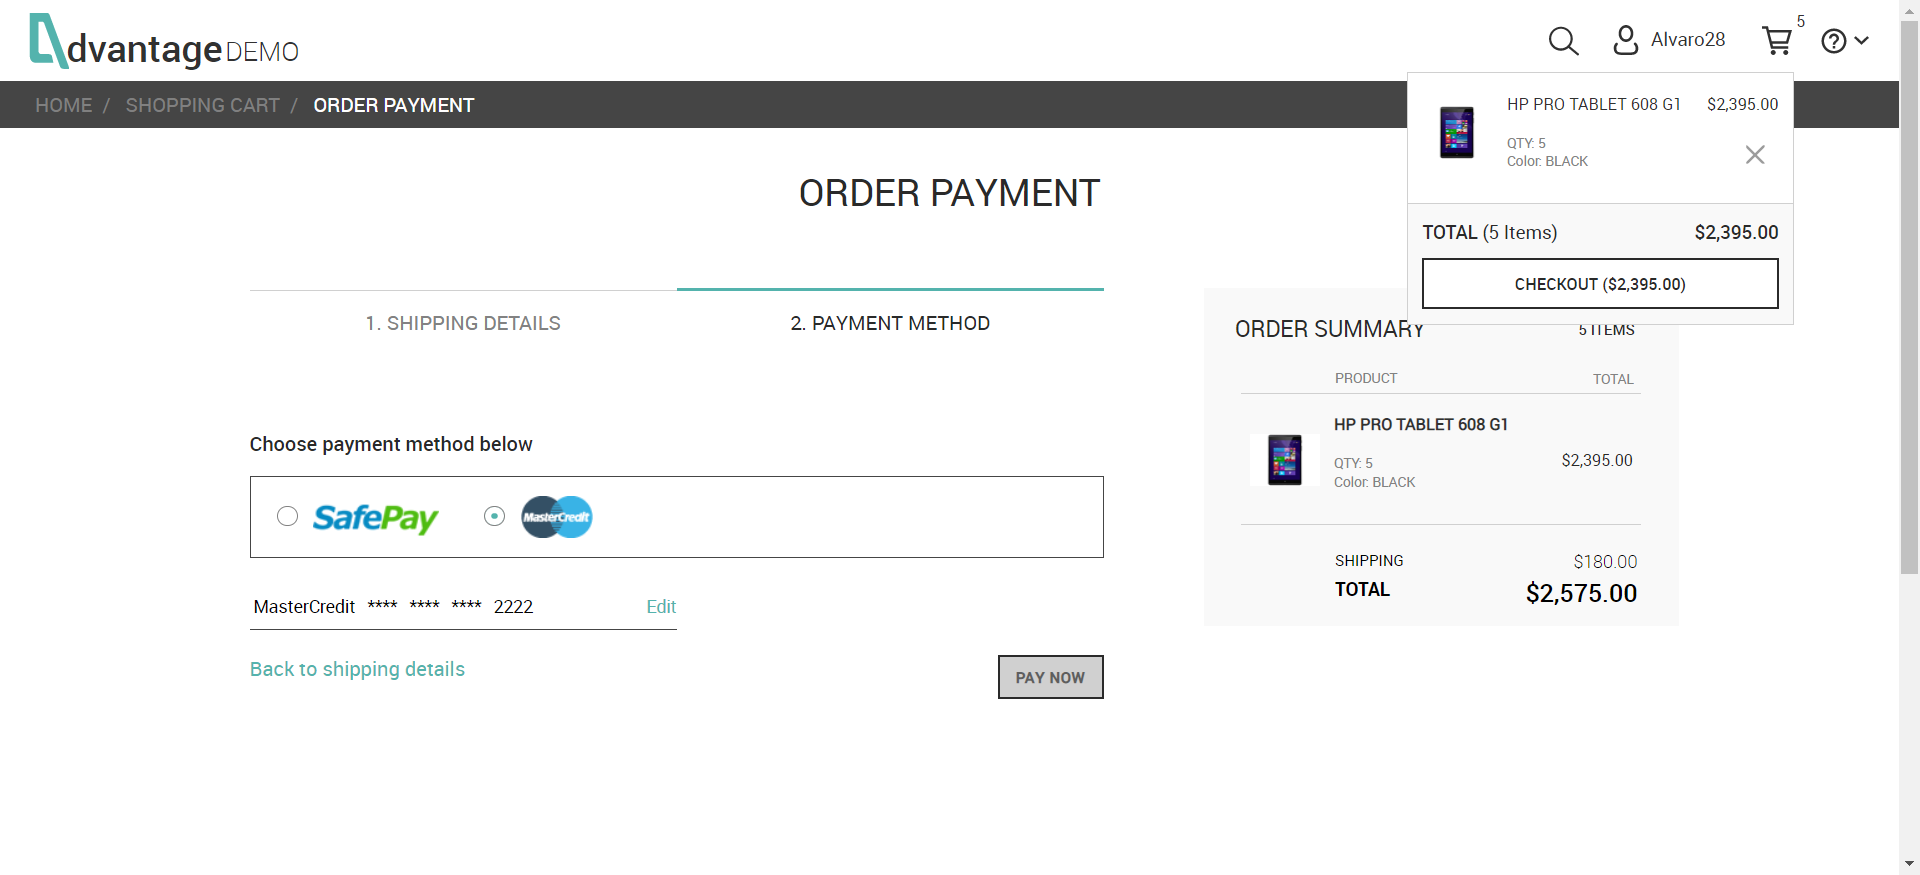 dvantage DEMO
Alvaro28
5
HOME / SHOPPING CART / ORDER PAYMENT
HP PRO TABLET 608 G1 $2,395.00
QTY: 5
Color: BLACK
TOTAL (5 Items) $2,395.00
CHECKOUT ($2,395.00)
ORDER PAYMENT
1. SHIPPING DETAILS
2. PAYMENT METHOD
Choose payment method below
SafePay
MasterCredit
MasterCredit **** **** **** 2222
Edit
Back to shipping details
PAY NOW
ORDER SUMMARY
5 ITEMS
PRODUCT TOTAL
HP PRO TABLET 608 G1
QTY: 5
Color: BLACK
$2,395.00
SHIPPING $180.00
TOTAL $2,575.00